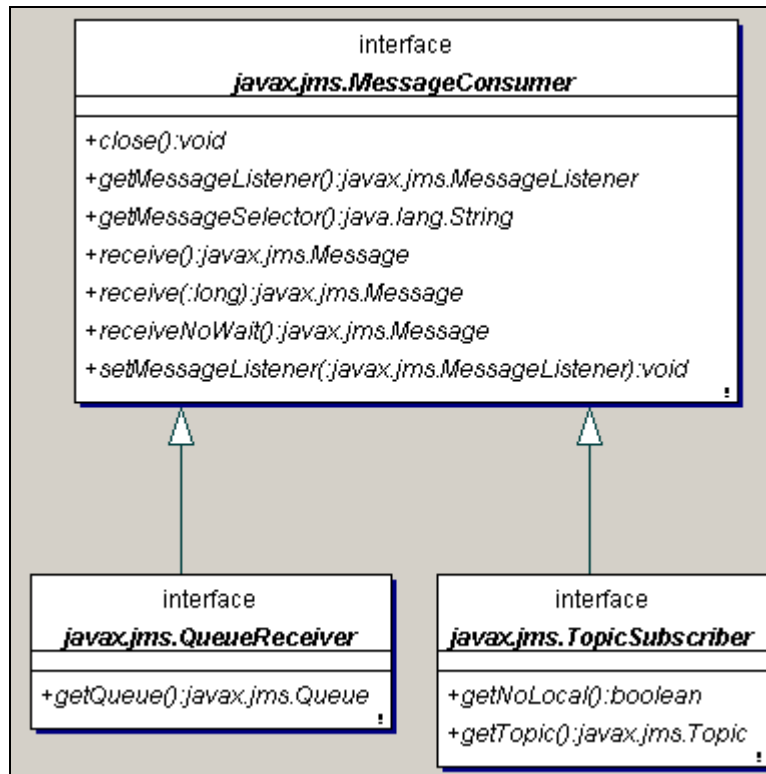 interface
javax.jms.MessageConsumer
+close():void
+getMessageListener():javax.jms.MessageListener
+getMessageSelector():java.lang.String
+receive():javax.jms.Message
+receive(:long):javax.jms.Message
+receiveNoWait():javax.jms.Message
+setMessageListener(:javax.jms.MessageListener):void
!
interface
javax.jms.QueueReceiver
+getQueue():javax.jms.Queue
!
interface
javax.jms.TopicSubscriber
+getNoLocal():boolean
+getTopic():javax.jms.Topic
!